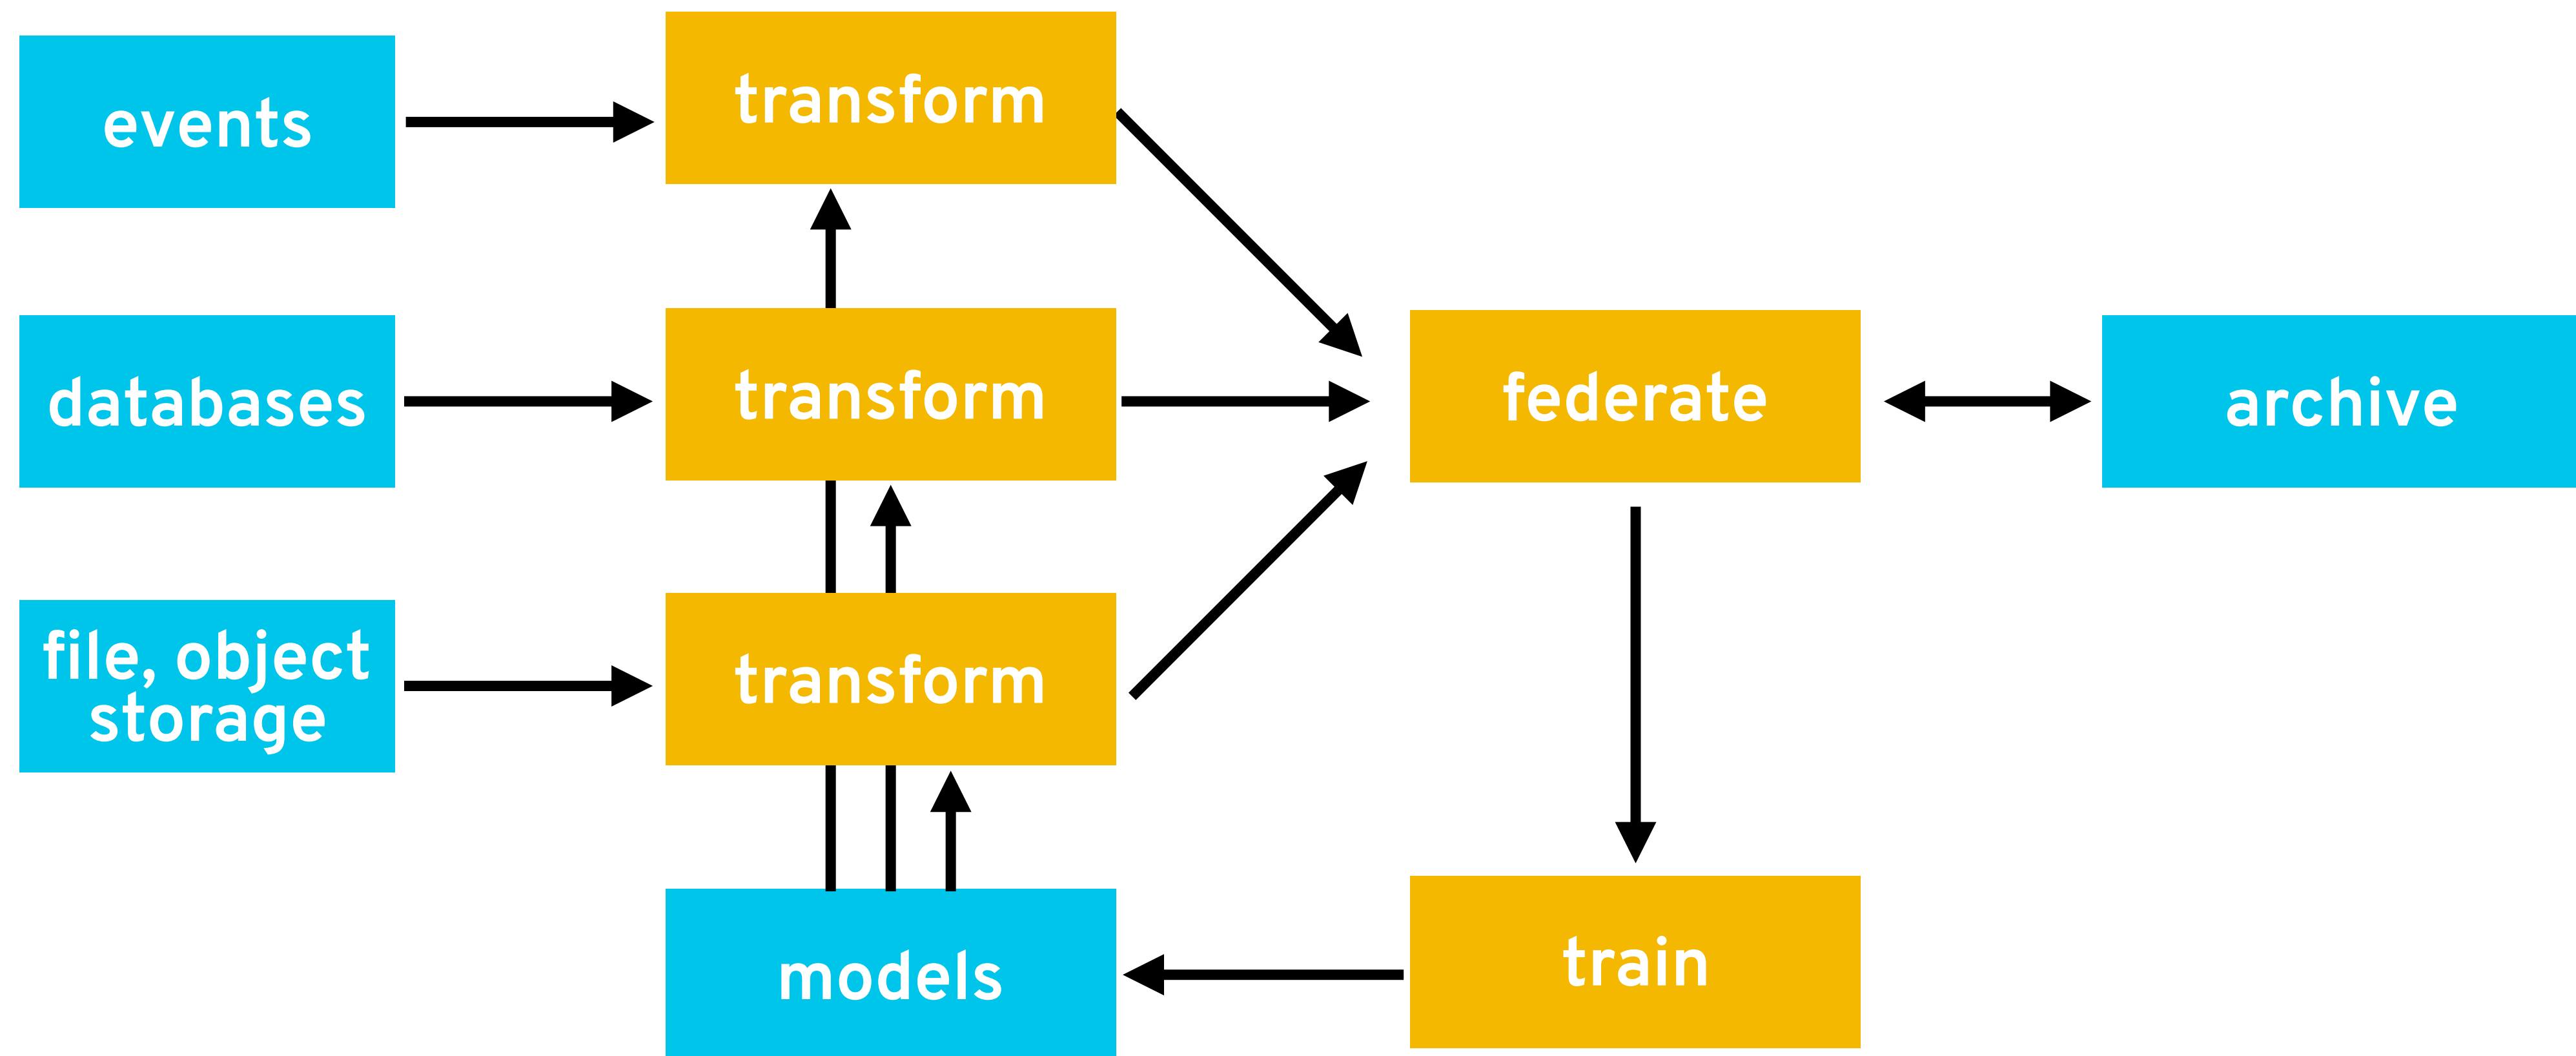 events
transform
databases
transform
federate
archive
file, object
storage
transform
models
train